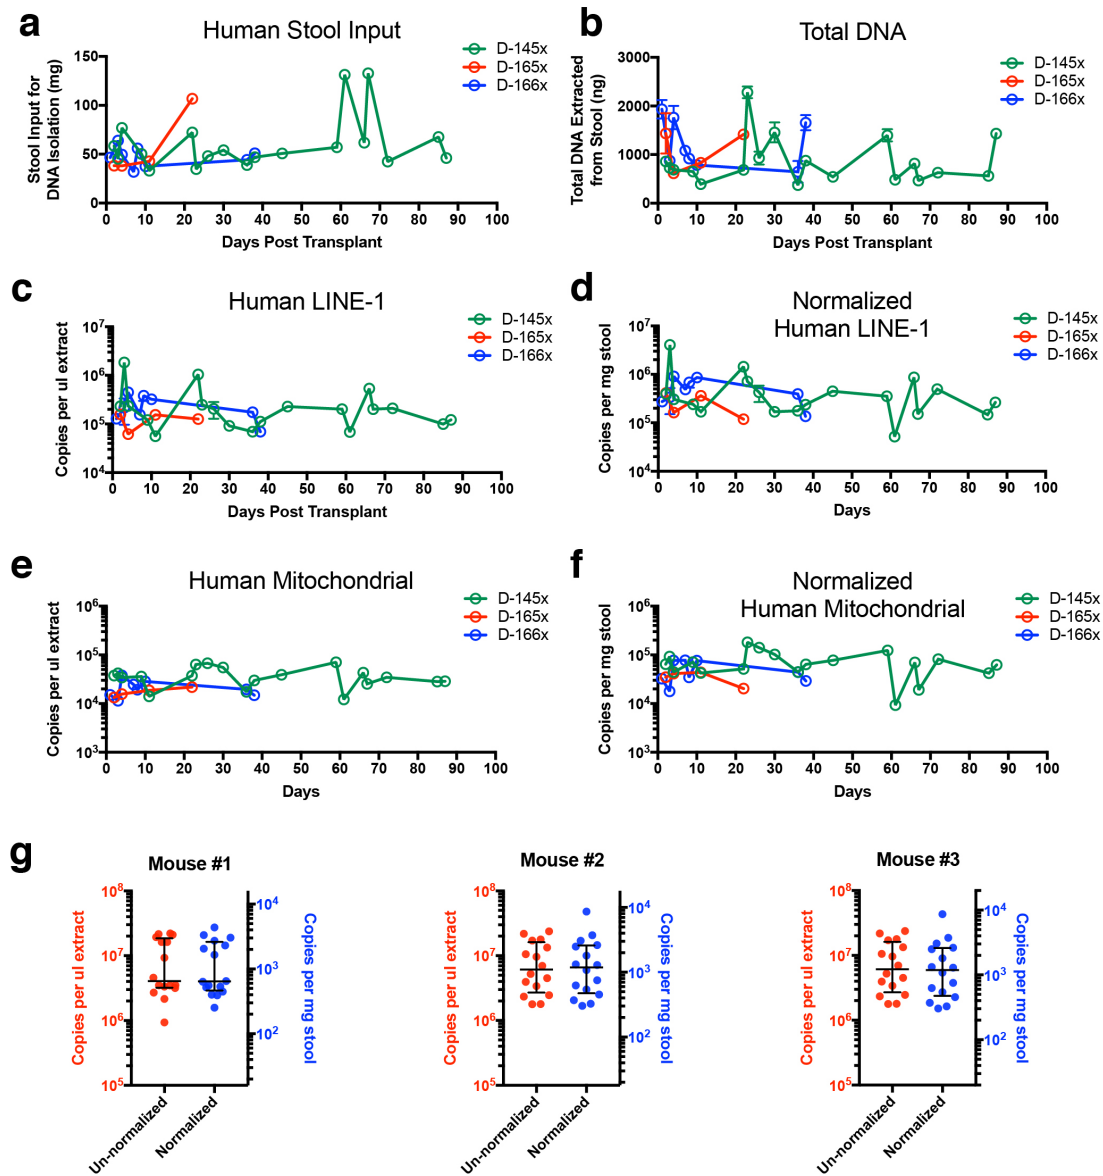 a
Human Stool Input
Stool Input for
DNA Isolation (mg)
150
100
50
0
0 10 20 30 40 50 60 70 80 90 100
Days Post Transplant
D-145x
D-165x
D-166x
b
Total DNA
Total DNA Extracted
from Stool (ng)
3000
2000
1000
0
0 10 20 30 40 50 60 70 80 90 100
Days Post Transplant
D-145x
D-165x
D-166x
c
Human LINE-1
Copies per ul extract
10⁷
10⁶
10⁵
10⁴
0 10 20 30 40 50 60 70 80 90 100
Days Post Transplant
D-145x
D-165x
D-166x
d
Normalized
Human LINE-1
Copies per mg stool
10⁷
10⁶
10⁵
10⁴
0 10 20 30 40 50 60 70 80 90 100
Days
D-145x
D-165x
D-166x
e
Human Mitochondrial
Copies per ul extract
10⁶
10⁵
10⁴
10³
0 10 20 30 40 50 60 70 80 90 100
Days
D-145x
D-165x
D-166x
f
Normalized
Human Mitochondrial
Copies per mg stool
10⁶
10⁵
10⁴
10³
0 10 20 30 40 50 60 70 80 90 100
Days
D-145x
D-165x
D-166x
g
Mouse #1
Copies per ul extract
10⁸
10⁷
10⁶
10⁵
10⁴
10³
10²
Copies per mg stool
Un-normalized
Normalized
Mouse #2
Copies per ul extract
10⁸
10⁷
10⁶
10⁵
10⁴
10³
10²
Copies per mg stool
Un-normalized
Normalized
Mouse #3
Copies per ul extract
10⁸
10⁷
10⁶
10⁵
10⁴
10³
10²
Copies per mg stool
Un-normalized
Normalized